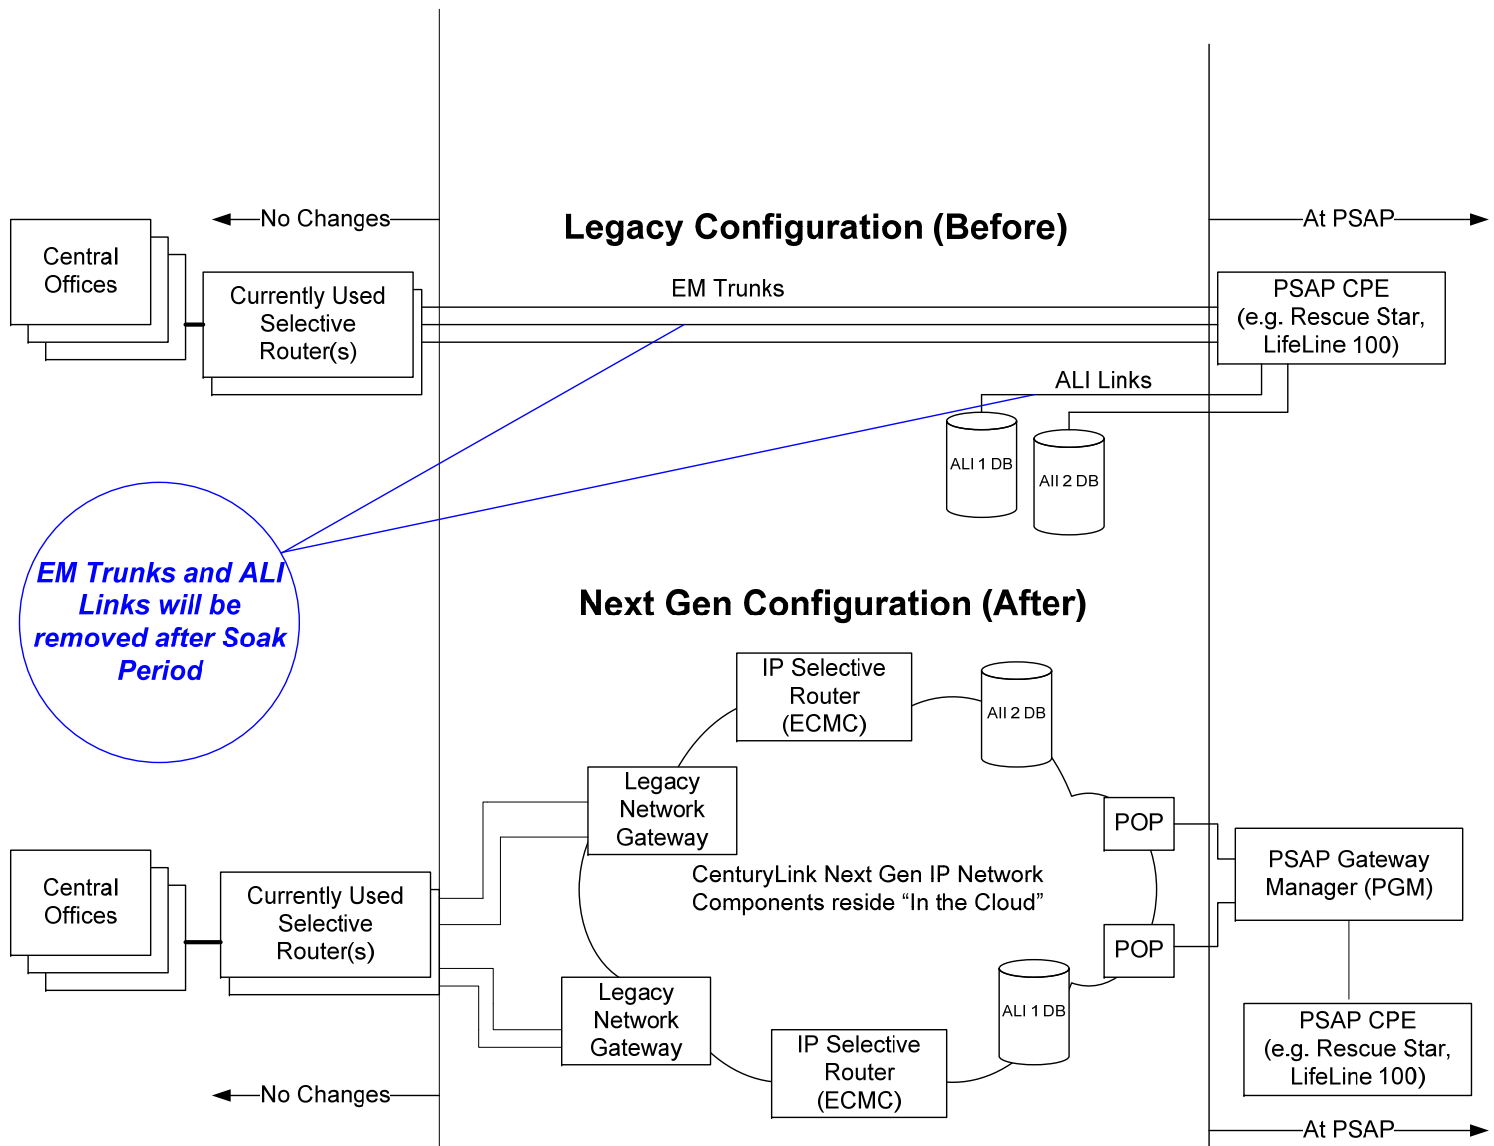 No Changes
Legacy Configuration (Before)
At PSAP
Central
Offices
Currently Used
Selective
Router(s)
EM Trunks
PSAP CPE
(e.g. Rescue Star,
LifeLine 100)
ALI Links
ALI 1 DB
All 2 DB
EM Trunks and ALI
Links will be
removed after Soak
Period
Next Gen Configuration (After)
IP Selective
Router
(ECMC)
All 2 DB
Legacy
Network
Gateway
POP
PSAP Gateway
Manager (PGM)
Central
Offices
Currently Used
Selective
Router(s)
CenturyLink Next Gen IP Network
Components reside “In the Cloud”
POP
Legacy
Network
Gateway
ALI 1 DB
IP Selective
Router
(ECMC)
PSAP CPE
(e.g. Rescue Star,
LifeLine 100)
No Changes
At PSAP